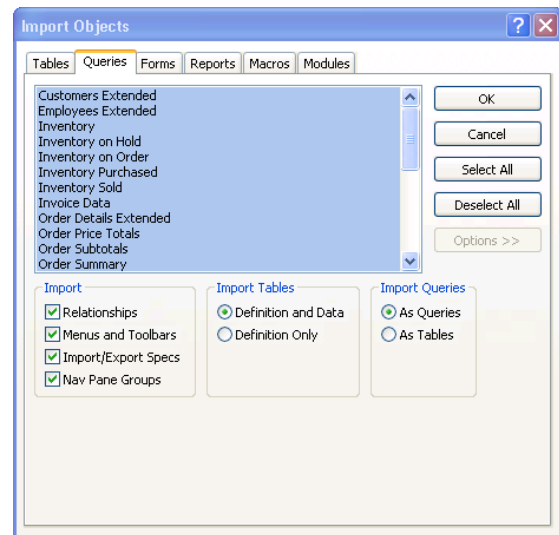 Import Objects
Tables Queries Forms Reports Macros Modules
Customers Extended
Employees Extended
Inventory
Inventory on Hold
Inventory on Order
Inventory Purchased
Inventory Sold
Invoice Data
Order Details Extended
Order Price Totals
Order Subtotals
Order Summary
OK
Cancel
Select All
Deselect All
Options >>
Import
Relationships
Menus and Toolbars
Import/Export Specs
Nav Pane Groups
Import Tables
Definition and Data
Definition Only
Import Queries
As Queries
As Tables